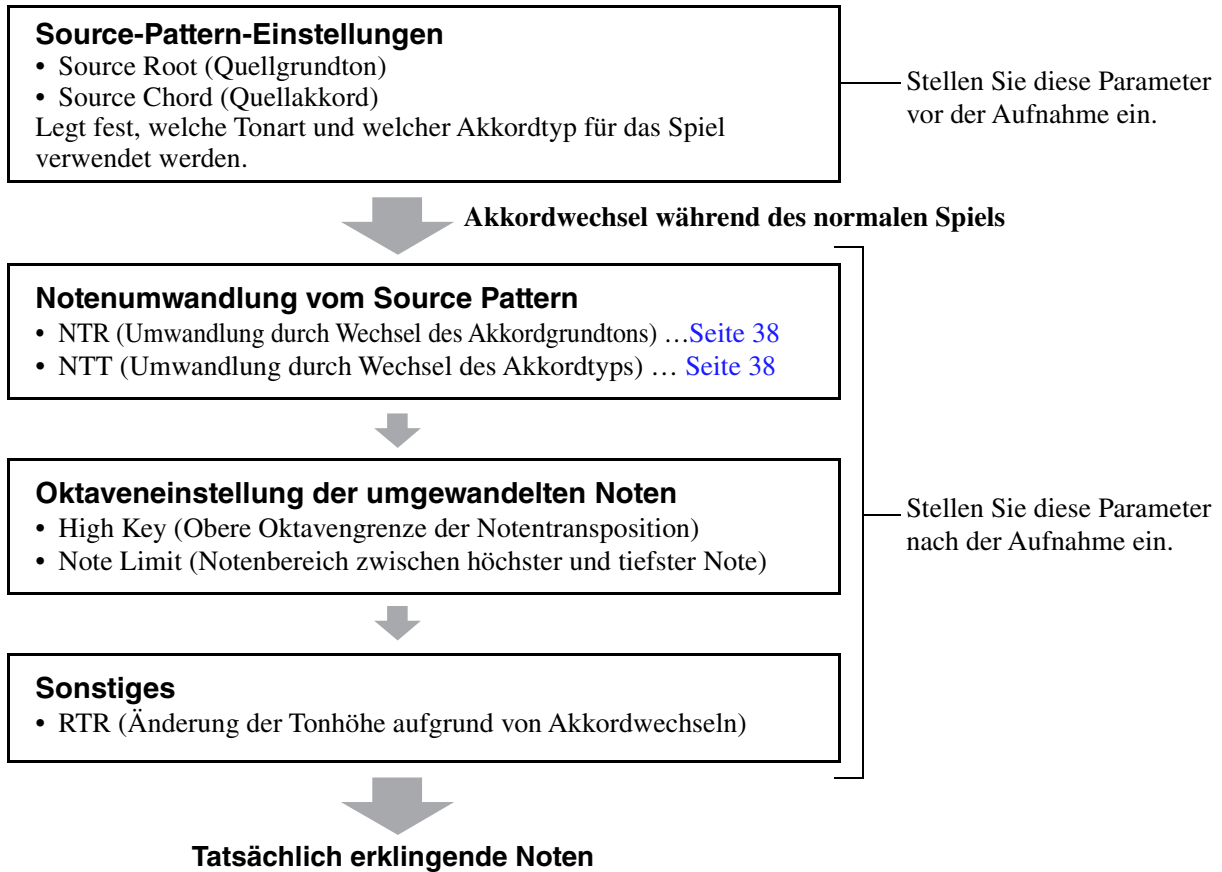 Source-Pattern-Einstellungen
• Source Root (Quellgrundton)
• Source Chord (Quellakkord)
Legt fest, welche Tonart und welcher Akkordtyp für das Spiel
verwendet werden.
Stellen Sie diese Parameter
vor der Aufnahme ein.
Akkordwechsel während des normalen Spiels
Notenumwandlung vom Source Pattern
• NTR (Umwandlung durch Wechsel des Akkordgrundtons) …Seite 38
• NTT (Umwandlung durch Wechsel des Akkordtyps) … Seite 38
Oktaveneinstellung der umgewandelten Noten
• High Key (Obere Oktavengrenze der Notentransposition)
• Note Limit (Notenbereich zwischen höchster und tiefster Note)
Stellen Sie diese Parameter
nach der Aufnahme ein.
Sonstiges
• RTR (Änderung der Tonhöhe aufgrund von Akkordwechseln)
Tatsächlich erklingende Noten